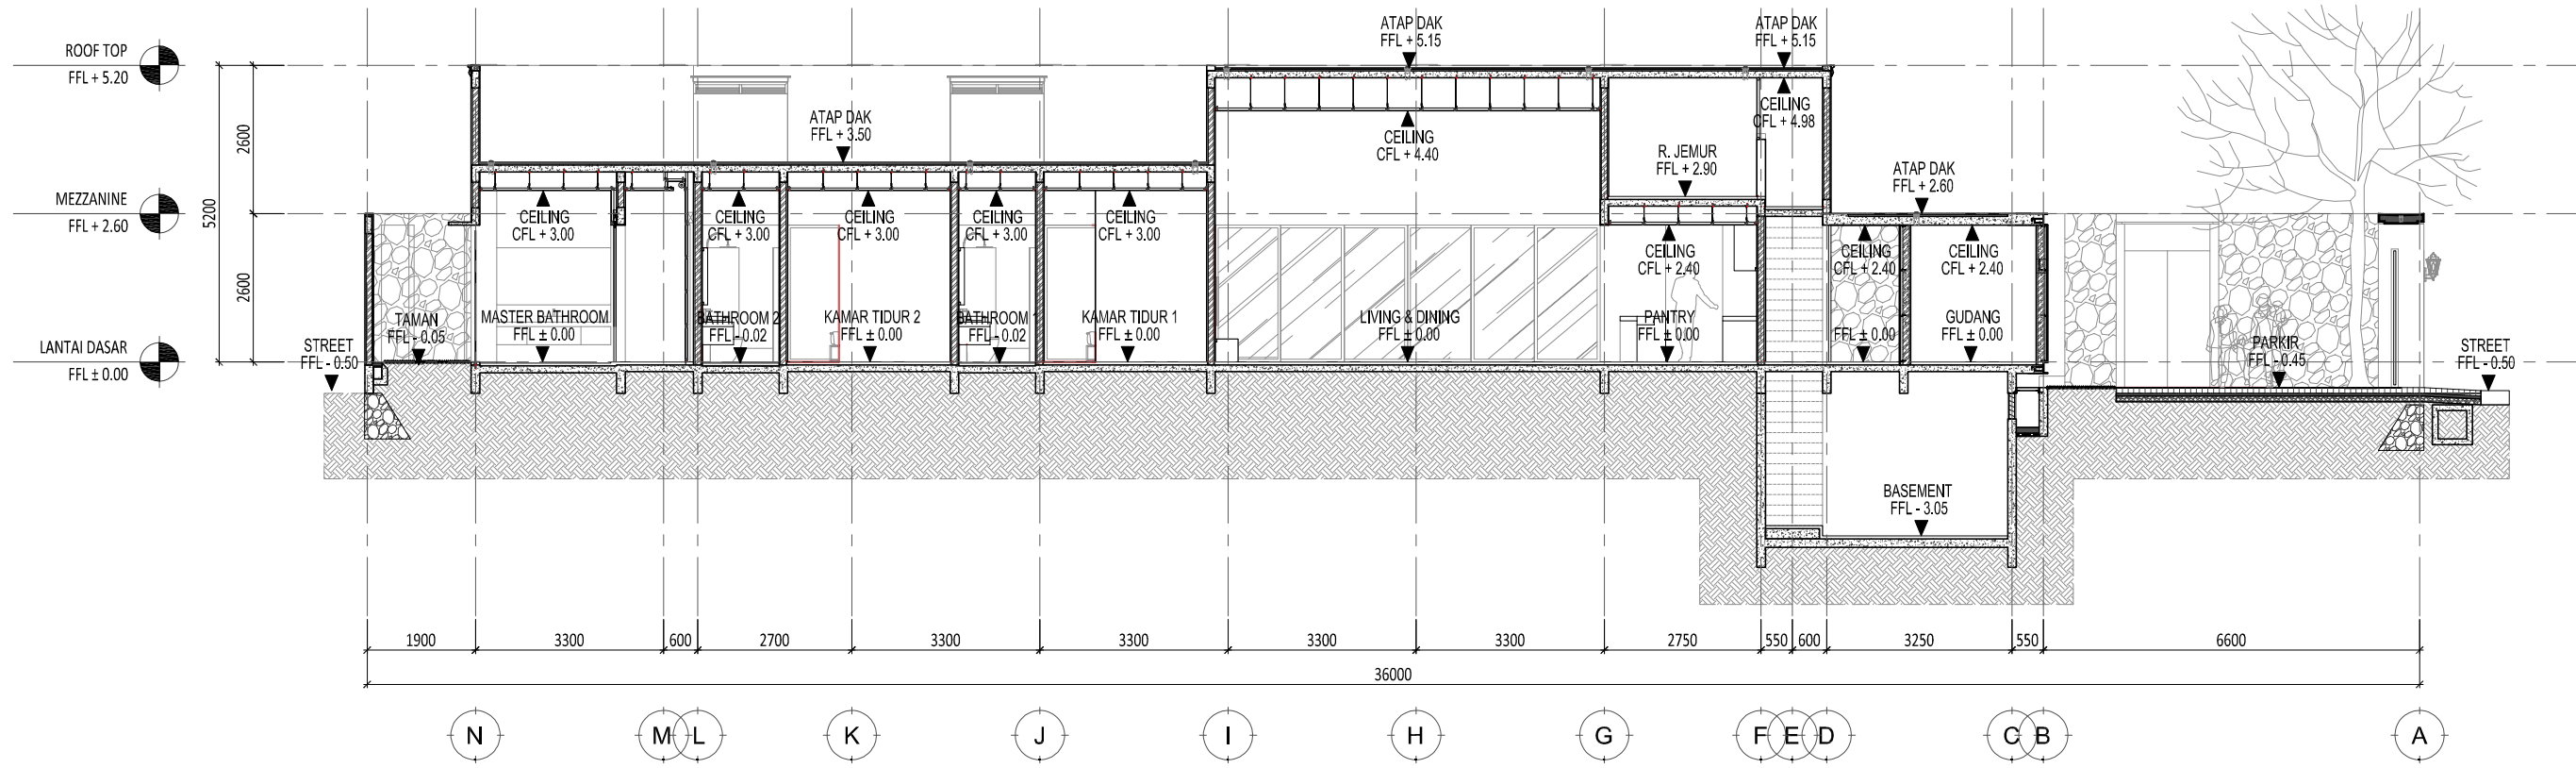 ROOF TOP
FFL + 5.20
MEZZANINE
FFL + 2.60
LANTAI DASAR
FFL ± 0.00
5200
2600
2600
ATAP DAK
FFL + 5.15
ATAP DAK
FFL + 5.15
ATAP DAK
FFL + 3.50
CEILING
CFL + 4.40
CEILING
CFL + 4.98
R. JEMUR
FFL + 2.90
ATAP DAK
FFL + 2.60
CEILING
CFL + 3.00
CEILING
CFL + 3.00
CEILING
CFL + 3.00
CEILING
CFL + 3.00
CEILING
CFL + 3.00
CEILING
CFL + 2.40
CEILING
CFL + 2.40
CEILING
CFL + 2.40
STREET
FFL - 0.50
TAMAN
FFL - 0.05
MASTER BATHROOM
FFL ± 0.00
BATHROOM 2
FFL - 0.02
KAMAR TIDUR 2
FFL ± 0.00
BATHROOM 1
FFL - 0.02
KAMAR TIDUR 1
FFL ± 0.00
LIVING & DINING
FFL ± 0.00
PANTRY
FFL ± 0.00
FFL ± 0.00
GUDANG
FFL ± 0.00
PARKIR
FFL - 0.45
STREET
FFL - 0.50
BASEMENT
FFL - 3.05
1900 3300 600 2700 3300 3300 3300 3300 2750 550 600 3250 550 6600
36000
N M L K J I H G F E D C B A